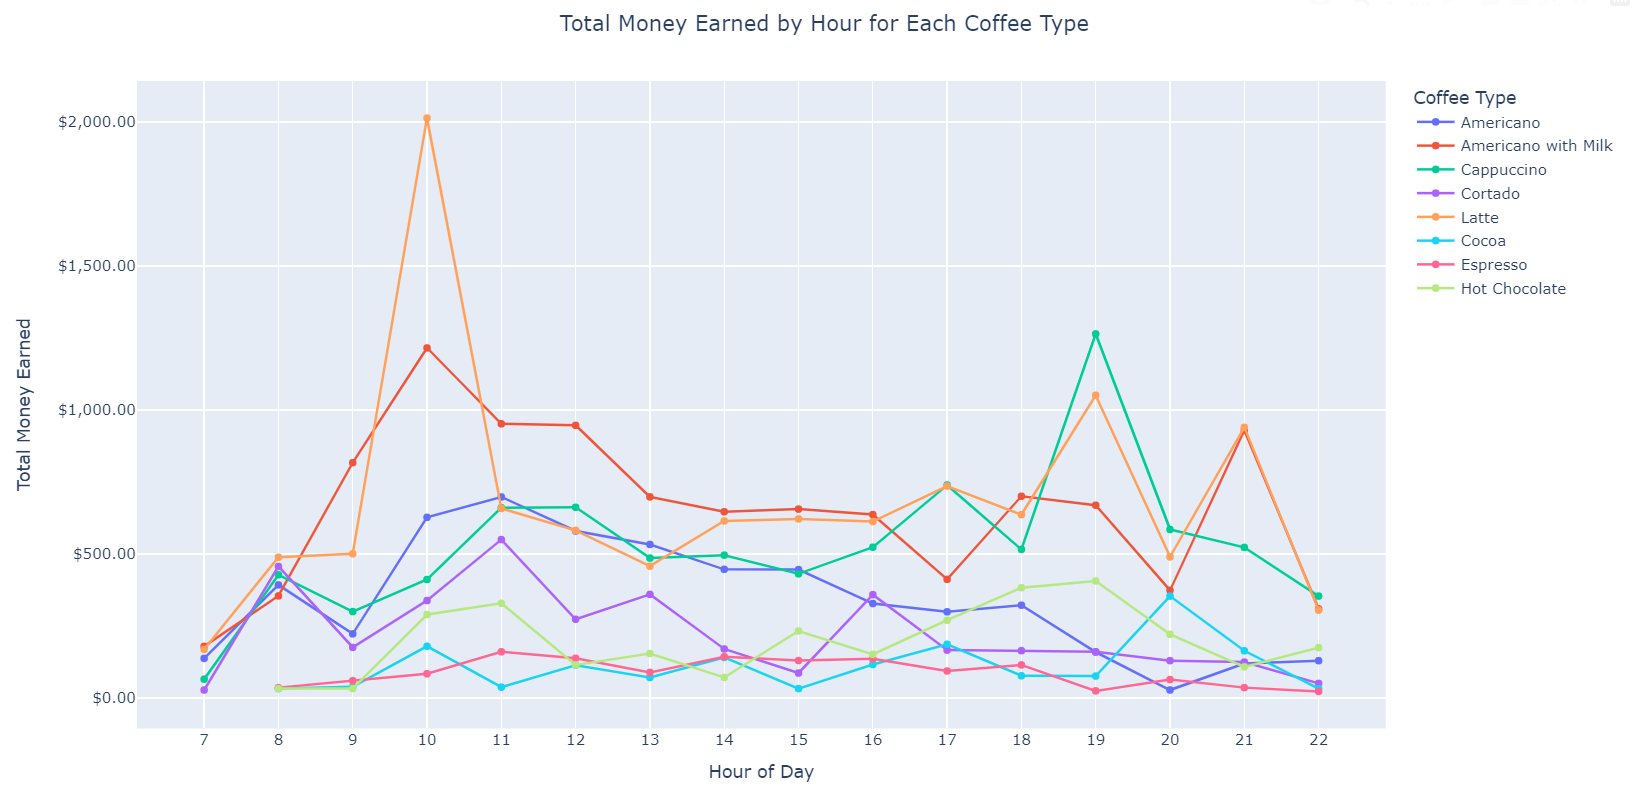 Total Money Earned by Hour for Each Coffee Type
Coffee Type
Americano
Americano with Milk
Cappuccino
Cortado
Latte
Cocoa
Espresso
Hot Chocolate
Total Money Earned
$2,000.00
$1,500.00
$1,000.00
$500.00
$0.00
7 8 9 10 11 12 13 14 15 16 17 18 19 20 21 22
Hour of Day